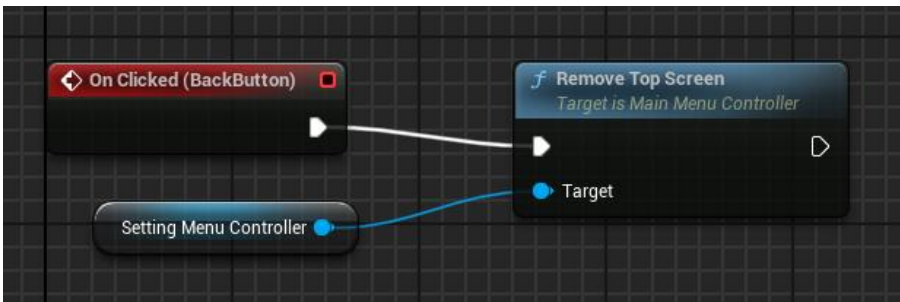 On Clicked (BackButton)
f Remove Top Screen
Target is Main Menu Controller
Target
Setting Menu Controller